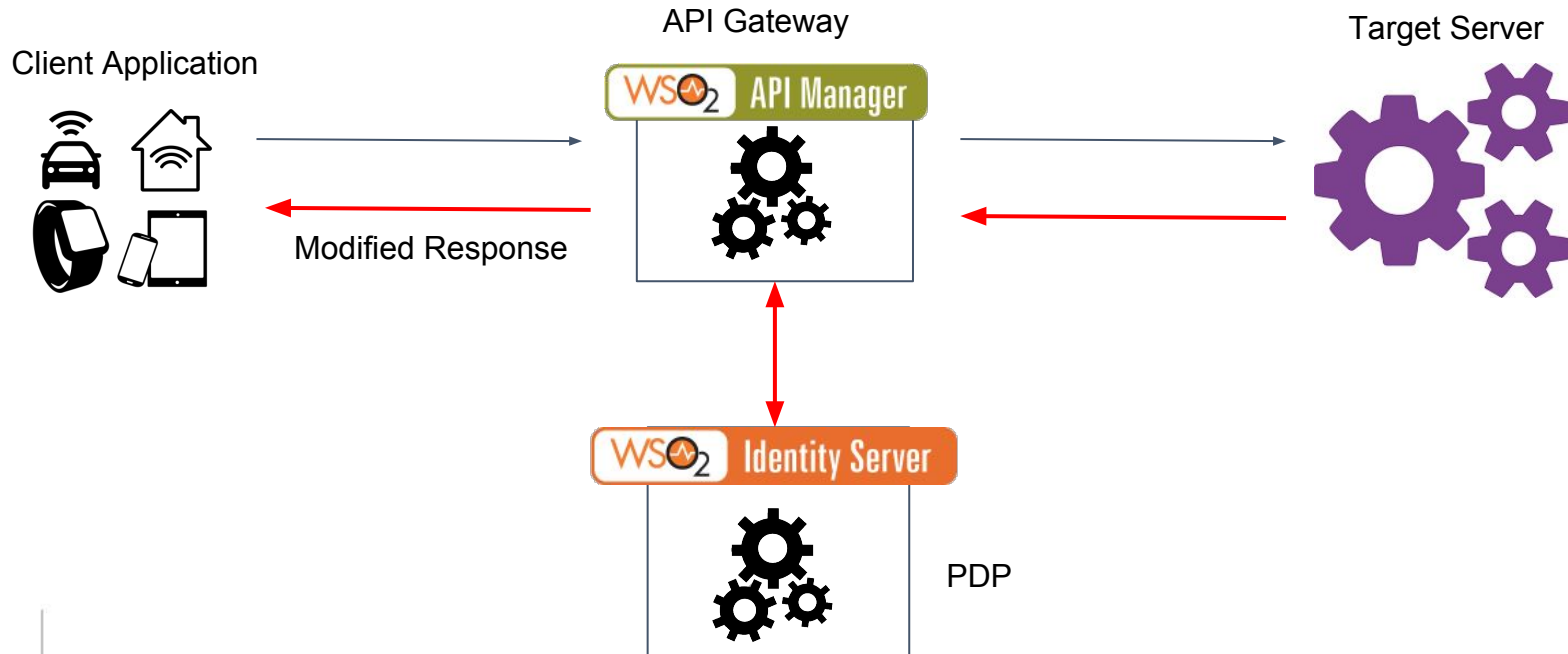 API Gateway
Target Server
Client Application
WSO2 API Manager
Modified Response
WSO2 Identity Server
PDP